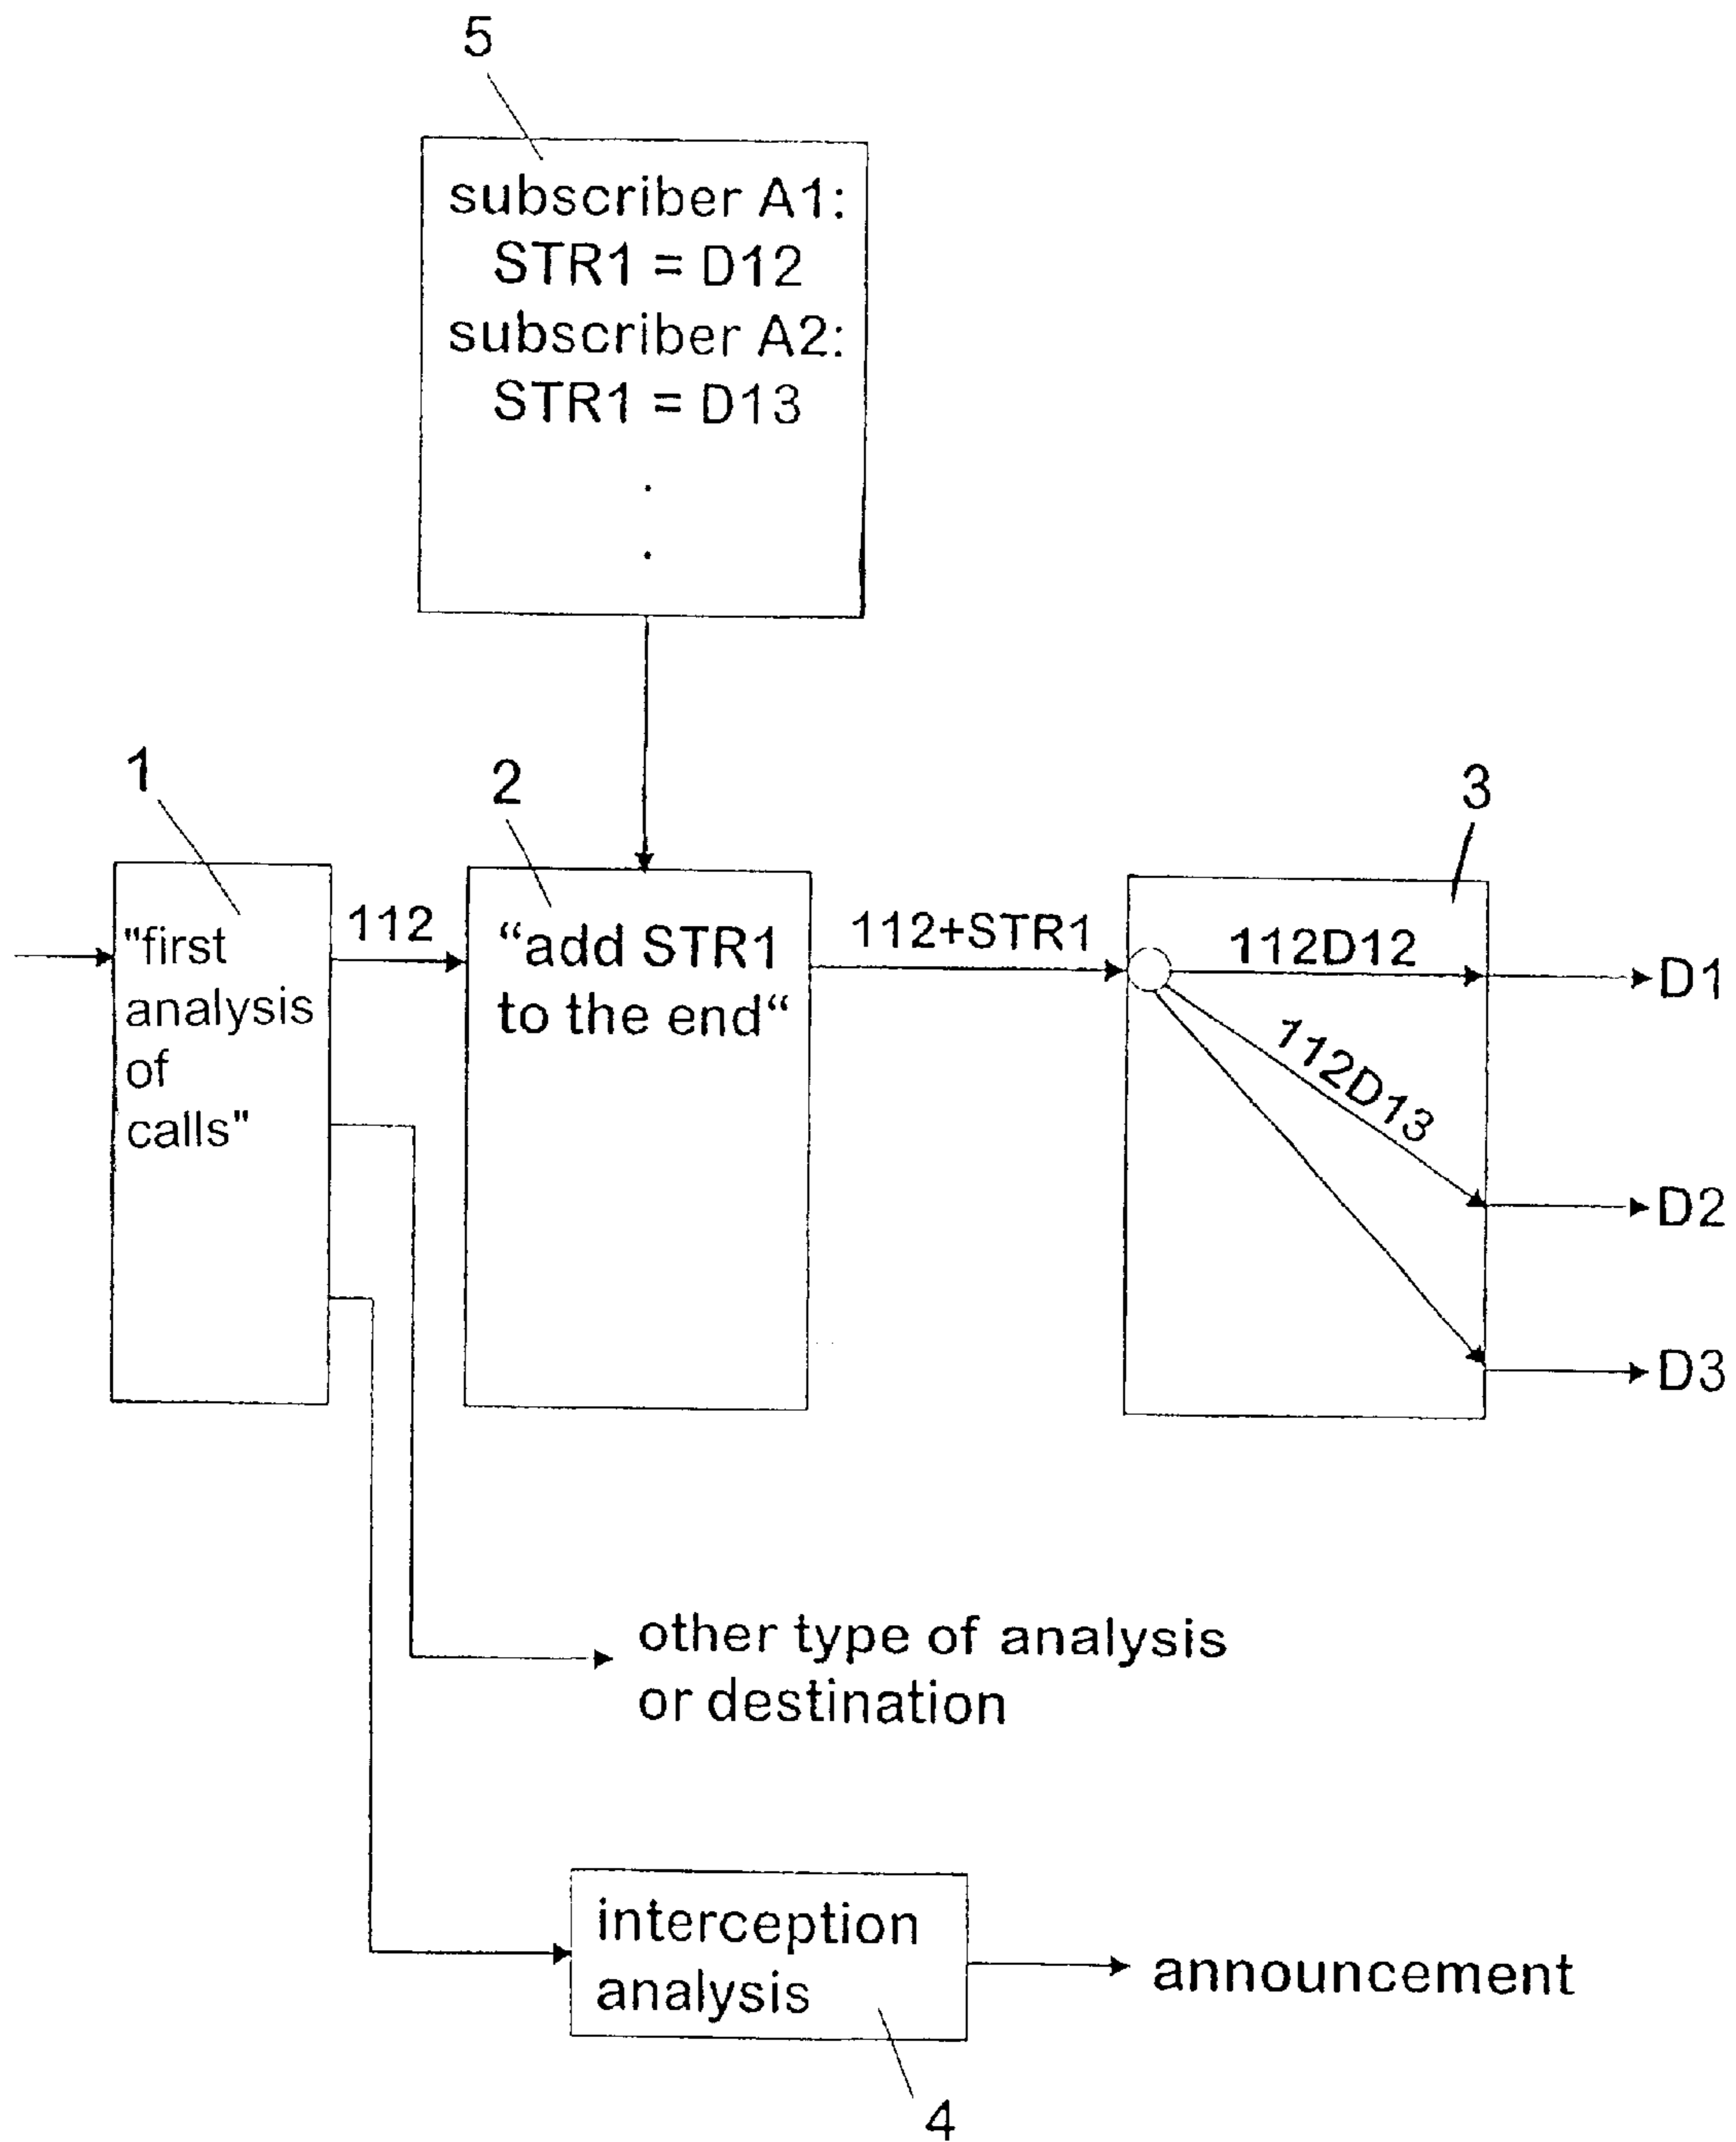 5
subscriber A1:
STR1 = D12
subscriber A2:
STR1 = D13
.
.
1
2
3
"first
analysis
of
calls"
112
“add STR1
to the end“
112+STR1
112D12
D1
112D13
D2
D3
other type of analysis
or destination
interception
analysis
announcement
4